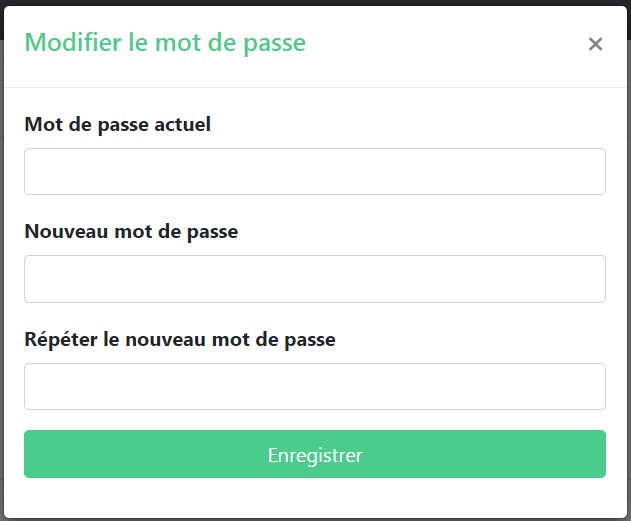 Modifier le mot de passe
×
Mot de passe actuel
Nouveau mot de passe
Répéter le nouveau mot de passe
Enregistrer